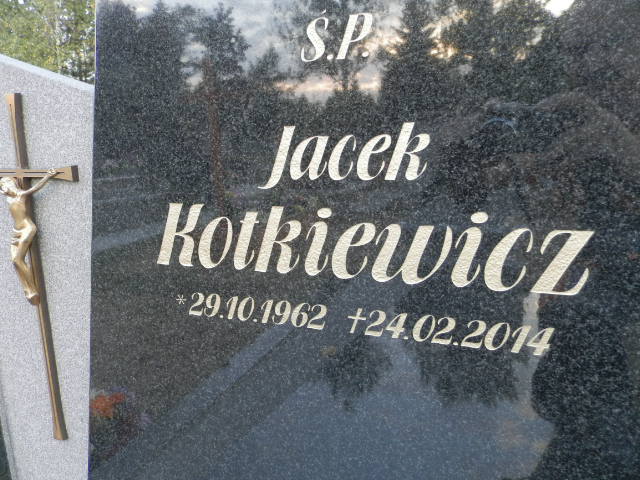 Ś.P.
Jacek
Kotkiewicz
*29.10.1962 †24.02.2014